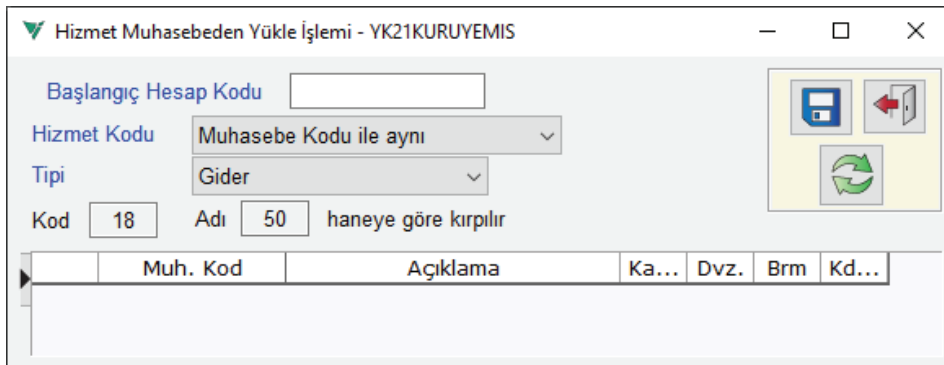 Hizmet Muhasebeden Yükle İşlemi - YK21KURUYEMIS
Başlangıç Hesap Kodu
Hizmet Kodu Muhasebe Kodu ile aynı
Tipi Gider
Kod 18 Adı 50 haneye göre kırpılır
Muh. Kod Açıklama Ka... Dvz. Brm Kd...